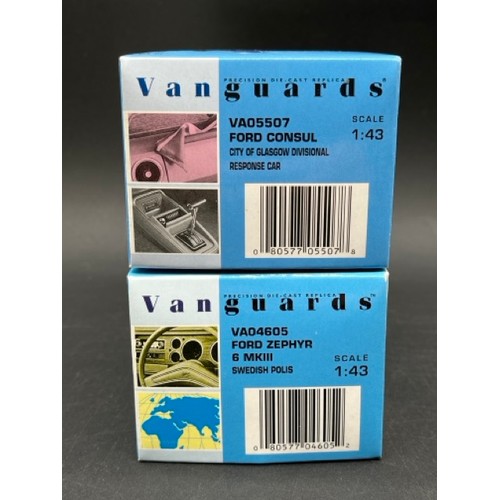 PRECISION DIE-CAST REPLICA
Vanguards®
VA05507
FORD CONSUL
CITY OF GLASGOW DIVISIONAL
RESPONSE CAR
SCALE
1:43
0 80577 05507 8
PRECISION DIE-CAST REPLICA
Vanguards™
VA04605
FORD ZEPHYR
6 MKIII
SWEDISH POLIS
SCALE
1:43
0 80577 04605 2